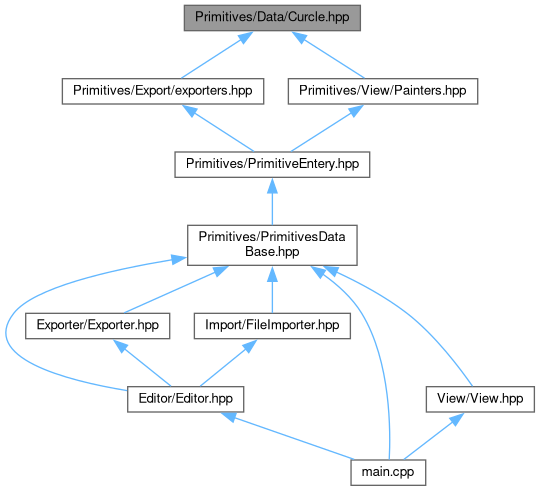 Primitives/Data/Curcle.hpp
Primitives/Export/exporters.hpp
Primitives/View/Painters.hpp
Primitives/PrimitiveEntery.hpp
Primitives/PrimitivesData
Base.hpp
Exporter/Exporter.hpp
Import/FileImporter.hpp
Editor/Editor.hpp
View/View.hpp
main.cpp